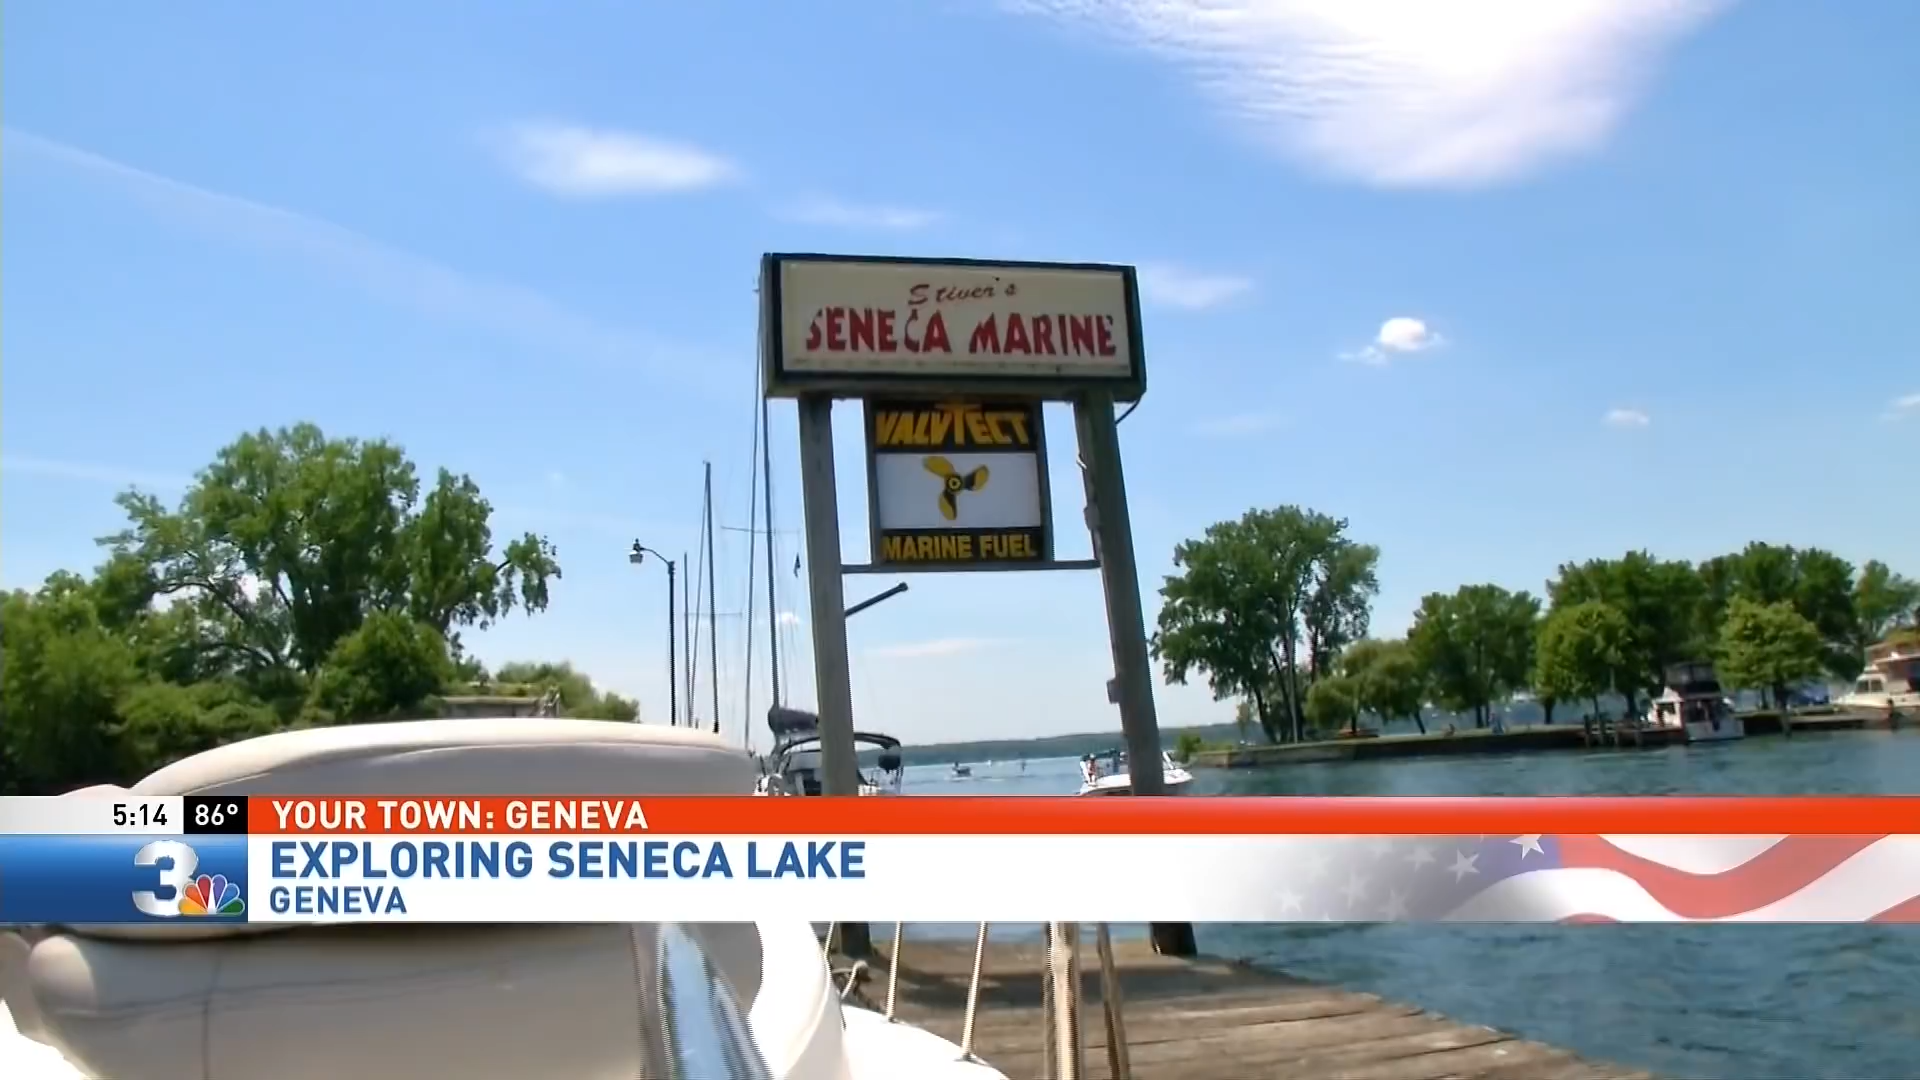 Stiver's
SENECA MARINE
VALVTECT
MARINE FUEL
5:14 86° YOUR TOWN: GENEVA
3 EXPLORING SENECA LAKE
GENEVA